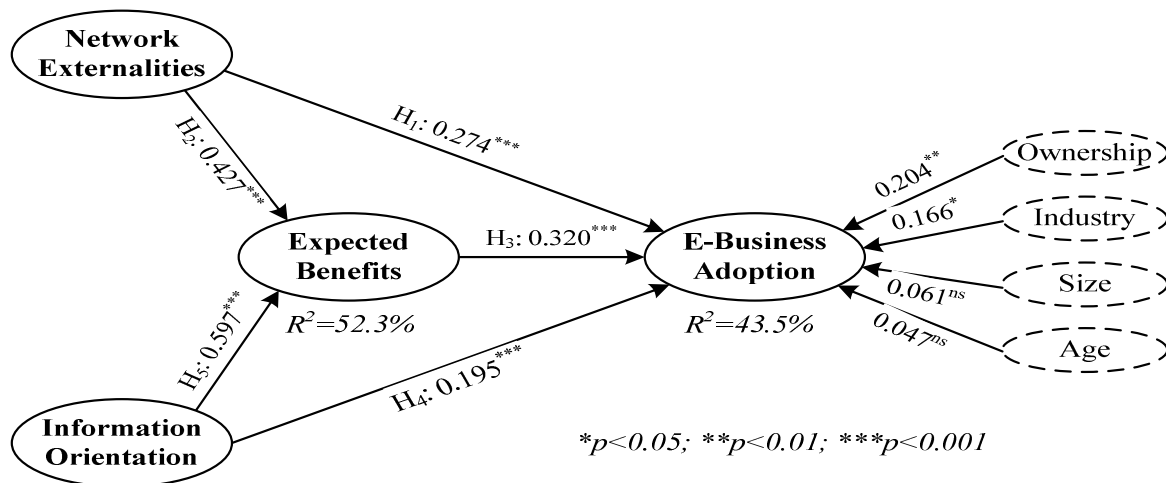 Network
Externalities
H₁: 0.274***
H₂: 0.427***
Ownership
0.204**
0.166*
Industry
Expected
Benefits
H₃: 0.320***
E-Business
Adoption
0.061ns
Size
R²=52.3%
R²=43.5%
0.047ns
Age
H₅: 0.597***
H₄: 0.195***
Information
Orientation
*p<0.05; **p<0.01; ***p<0.001